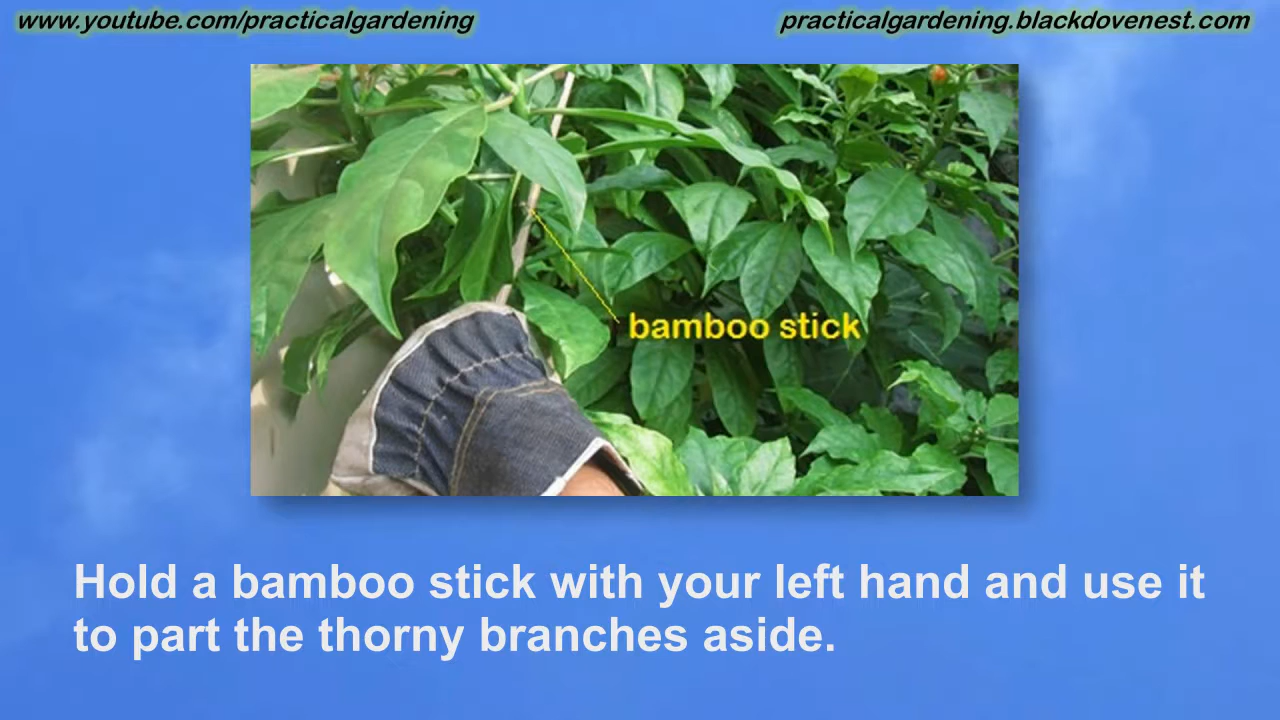 www.youtube.com/practicalgardening
practicalgardening.blackdovenest.com
bamboo stick
Hold a bamboo stick with your left hand and use it
to part the thorny branches aside.